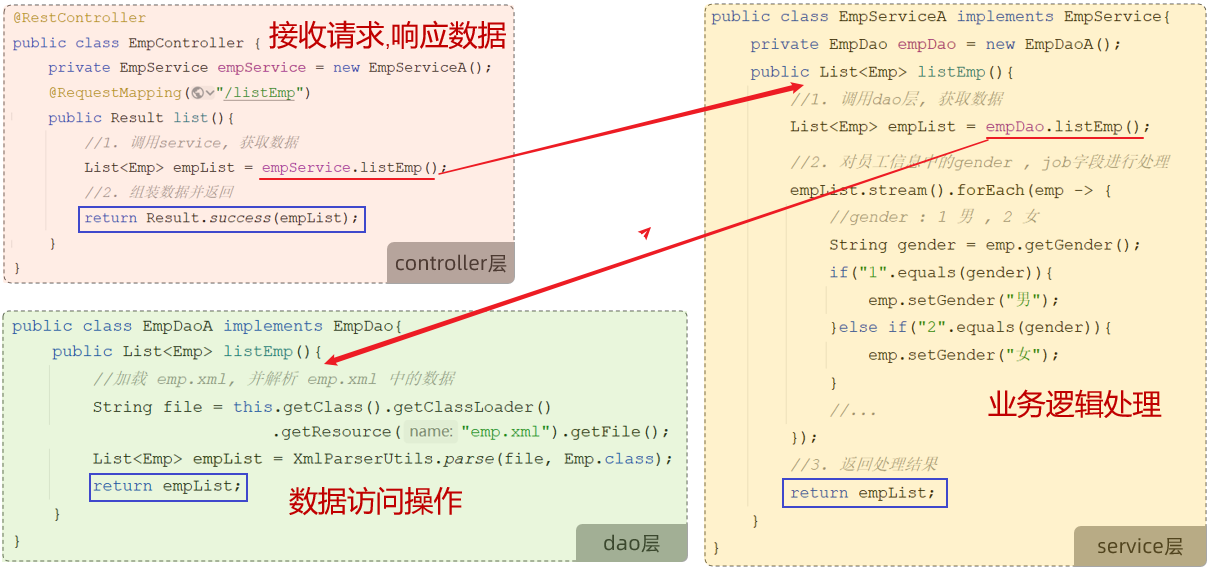 @RestController
public class EmpController {
接收请求,响应数据
private EmpService empService = new EmpServiceA();
@RequestMapping("/listEmp")
public Result list(){
//1. 调用service, 获取数据
List<Emp> empList = empService.listEmp();
//2. 组装数据并返回
return Result.success(empList);
}
}
controller层
public class EmpDaoA implements EmpDao{
public List<Emp> listEmp(){
//加载 emp.xml, 并解析 emp.xml 中的数据
String file = this.getClass().getClassLoader()
.getResource( name: "emp.xml").getFile();
List<Emp> empList = XmlParserUtils.parse(file, Emp.class);
return empList;
数据访问操作
}
}
dao层
public class EmpServiceA implements EmpService{
private EmpDao empDao = new EmpDaoA();
public List<Emp> listEmp(){
//1. 调用dao层, 获取数据
List<Emp> empList = empDao.listEmp();
//2. 对员工信息中的gender , job字段进行处理
empList.stream().forEach(emp -> {
//gender : 1 男 , 2 女
String gender = emp.getGender();
if("1".equals(gender)){
emp.setGender("男");
}else if("2".equals(gender)){
emp.setGender("女");
}
业务逻辑处理
//...
});
//3. 返回处理结果
return empList;
}
}
service层